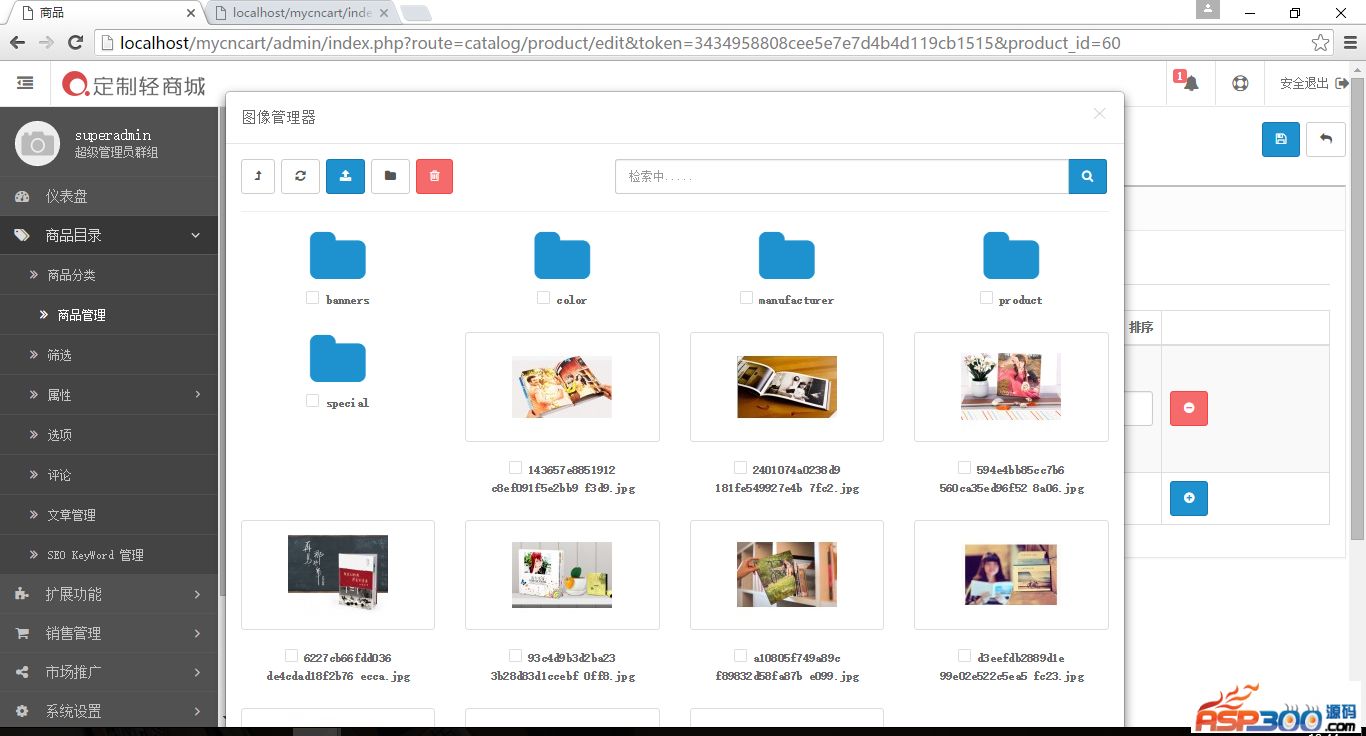 商品
localhost/mycncart/inde
localhost/mycncart/admin/index.php?route=catalog/product/edit&token=3434958808cee5e7e7d4b4d119cb1515&product_id=60
定制轻商城
1
安全退出
superadmin
超级管理员群组
仪表盘
商品目录
商品分类
商品管理
筛选
属性
选项
评论
文章管理
SEO KeyWord 管理
扩展功能
销售管理
市场推广
系统设置
图像管理器
检索中.....
banners
color
manufacturer
product
special
143657e8851912
c8ef091f5e2bb9 f3d9.jpg
2401074a0238d9
181fe549927e4b 7fc2.jpg
594e4bb85cc7b6
560ca35ed96f52 8a06.jpg
6227cb66fdd036
de4cdad18f2b76 ecca.jpg
93c4d9b3d2ba23
3b28d83d1ccebf 0ff8.jpg
a10805f749a89c
f89832d58fa87b e099.jpg
d3eefdb2889d1e
99e02e522c5ea5 fc23.jpg
排序
ASP300源码
.com